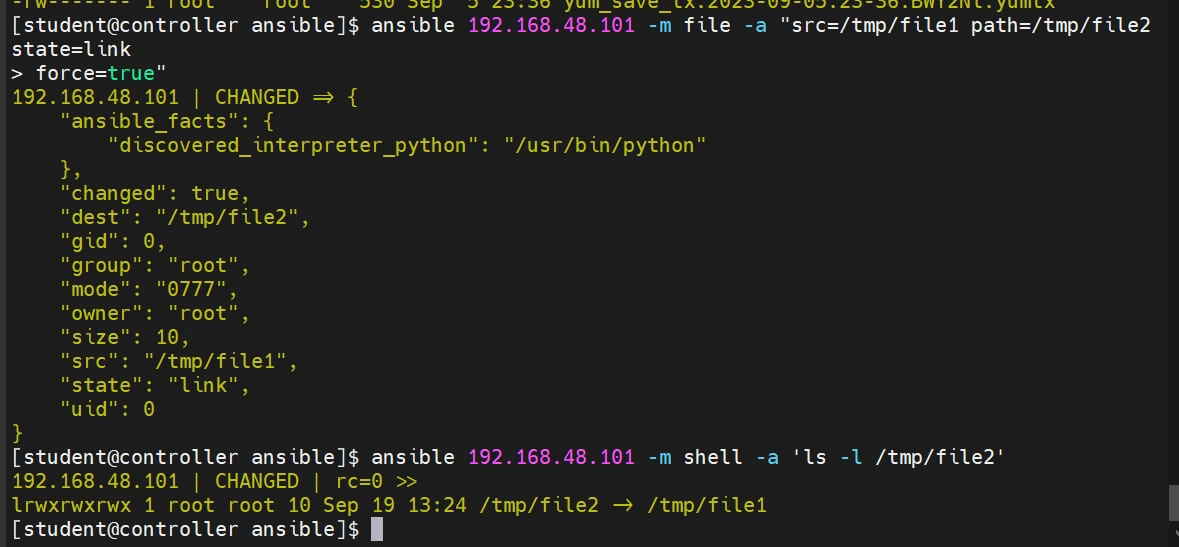 -rw------- 1 root   root    530 Sep  5 23:36 yum_save_tx.2023-09-05.23-36.BWY2Nt.yumtx
[student@controller ansible]$ ansible 192.168.48.101 -m file -a "src=/tmp/file1 path=/tmp/file2
state=link
> force=true"
192.168.48.101 | CHANGED => {
    "ansible_facts": {
        "discovered_interpreter_python": "/usr/bin/python"
    },
    "changed": true,
    "dest": "/tmp/file2",
    "gid": 0,
    "group": "root",
    "mode": "0777",
    "owner": "root",
    "size": 10,
    "src": "/tmp/file1",
    "state": "link",
    "uid": 0
}
[student@controller ansible]$ ansible 192.168.48.101 -m shell -a 'ls -l /tmp/file2'
192.168.48.101 | CHANGED | rc=0 >>
lrwxrwxrwx 1 root root 10 Sep 19 13:24 /tmp/file2 -> /tmp/file1
[student@controller ansible]$